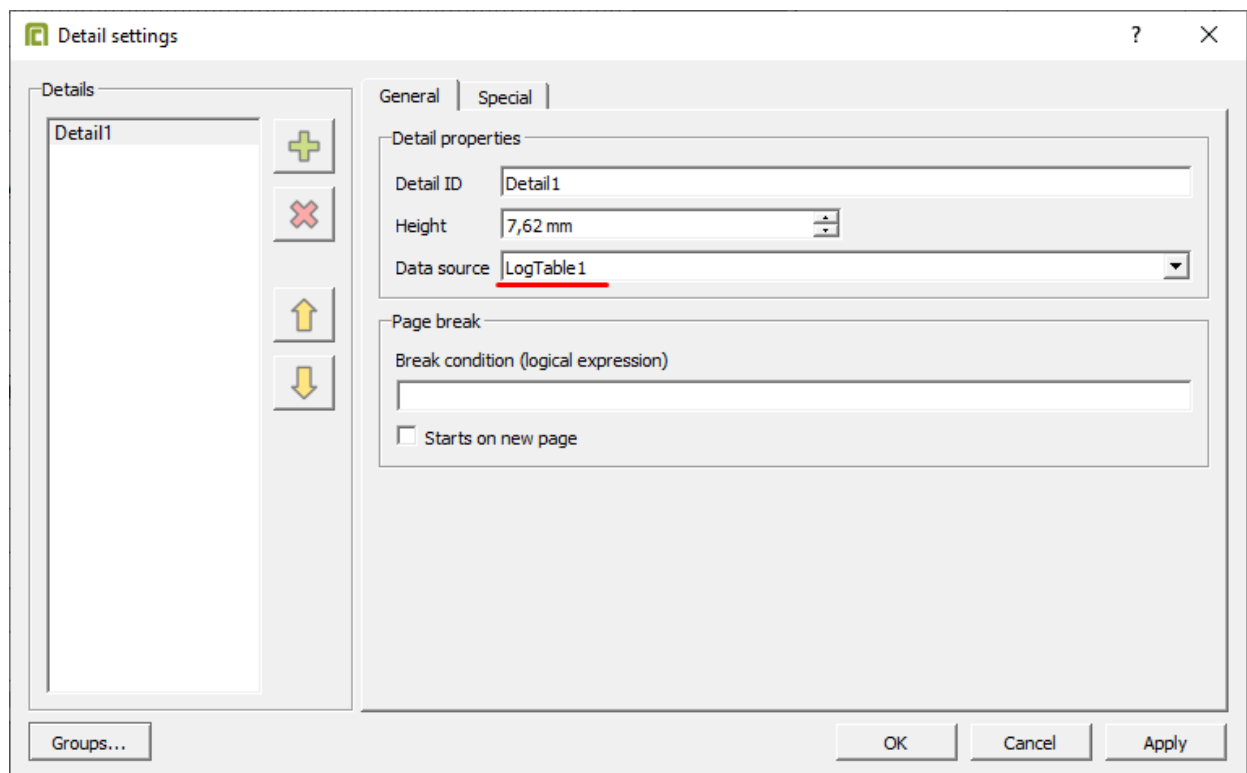 Detail settings
?
Details
Detail1
General
Special
Detail properties
Detail ID
Detail1
Height
7,62 mm
Data source
LogTable1
Page break
Break condition (logical expression)
Starts on new page
Groups...
OK
Cancel
Apply